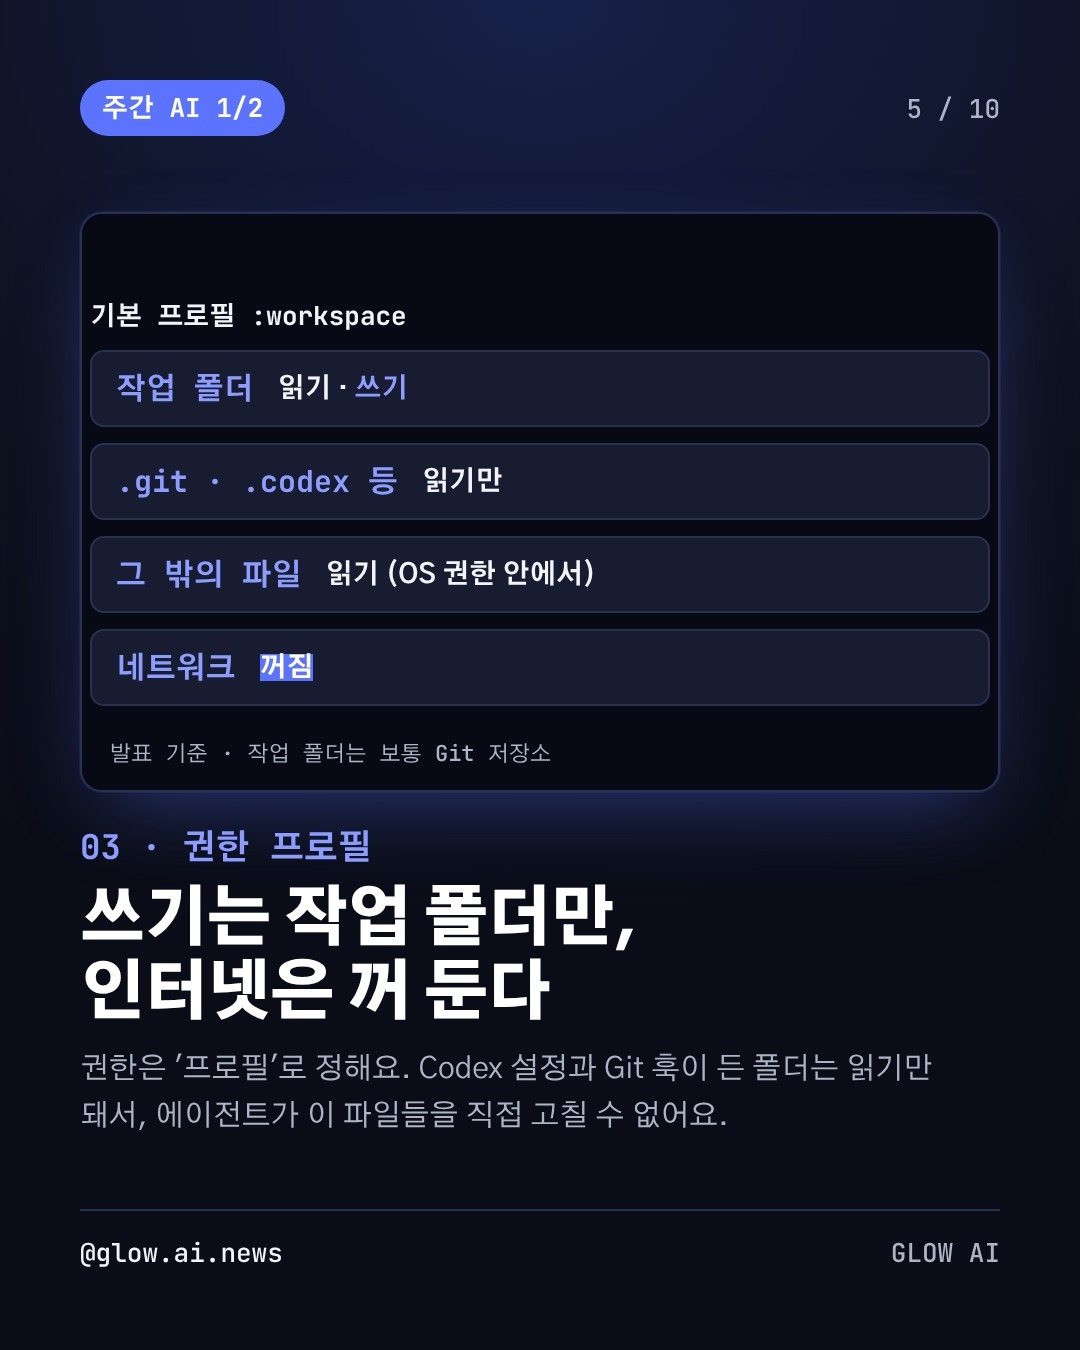 주간 AI 1/2
5 / 10
기본 프로필 :workspace
작업 폴더 읽기 · 쓰기
.git · .codex 등 읽기만
그 밖의 파일 읽기 (OS 권한 안에서)
네트워크 꺼짐
발표 기준 · 작업 폴더는 보통 Git 저장소
03 · 권한 프로필
쓰기는 작업 폴더만,
인터넷은 꺼 둔다
권한은 '프로필'로 정해요. Codex 설정과 Git 훅이 든 폴더는 읽기만
돼서, 에이전트가 이 파일들을 직접 고칠 수 없어요.
@glow.ai.news
GLOW AI